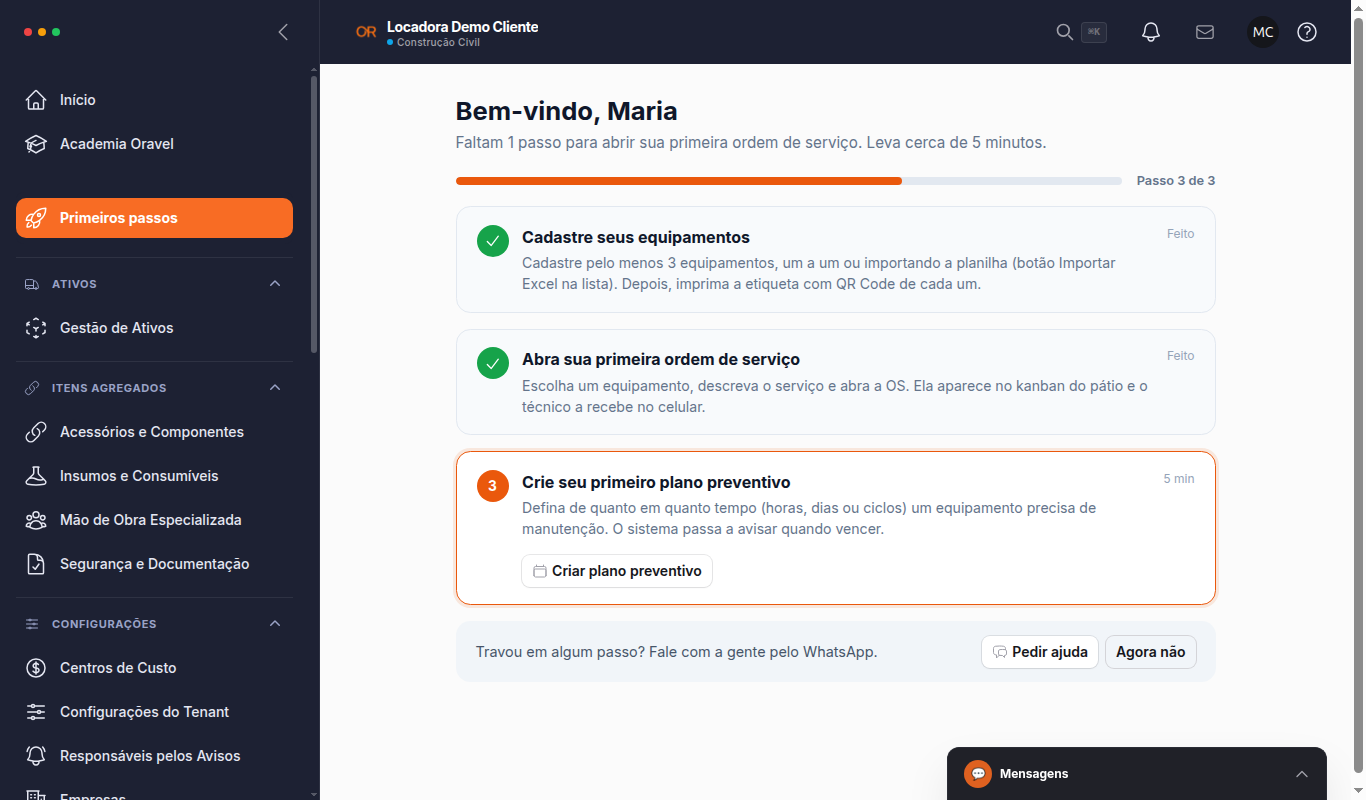 Início
Academia Oravel
Primeiros passos
ATIVOS
Gestão de Ativos
ITENS AGREGADOS
Acessórios e Componentes
Insumos e Consumíveis
Mão de Obra Especializada
Segurança e Documentação
CONFIGURAÇÕES
Centros de Custo
Configurações do Tenant
Responsáveis pelos Avisos
Empresas
OR
Locadora Demo Cliente
Construção Civil
⌘K
MC
Bem-vindo, Maria
Faltam 1 passo para abrir sua primeira ordem de serviço. Leva cerca de 5 minutos.
Passo 3 de 3
Cadastre seus equipamentos
Feito
Cadastre pelo menos 3 equipamentos, um a um ou importando a planilha (botão Importar
Excel na lista). Depois, imprima a etiqueta com QR Code de cada um.
Abra sua primeira ordem de serviço
Feito
Escolha um equipamento, descreva o serviço e abra a OS. Ela aparece no kanban do pátio e o
técnico a recebe no celular.
3
Crie seu primeiro plano preventivo
5 min
Defina de quanto em quanto tempo (horas, dias ou ciclos) um equipamento precisa de
manutenção. O sistema passa a avisar quando vencer.
Criar plano preventivo
Travou em algum passo? Fale com a gente pelo WhatsApp.
Pedir ajuda
Agora não
Mensagens